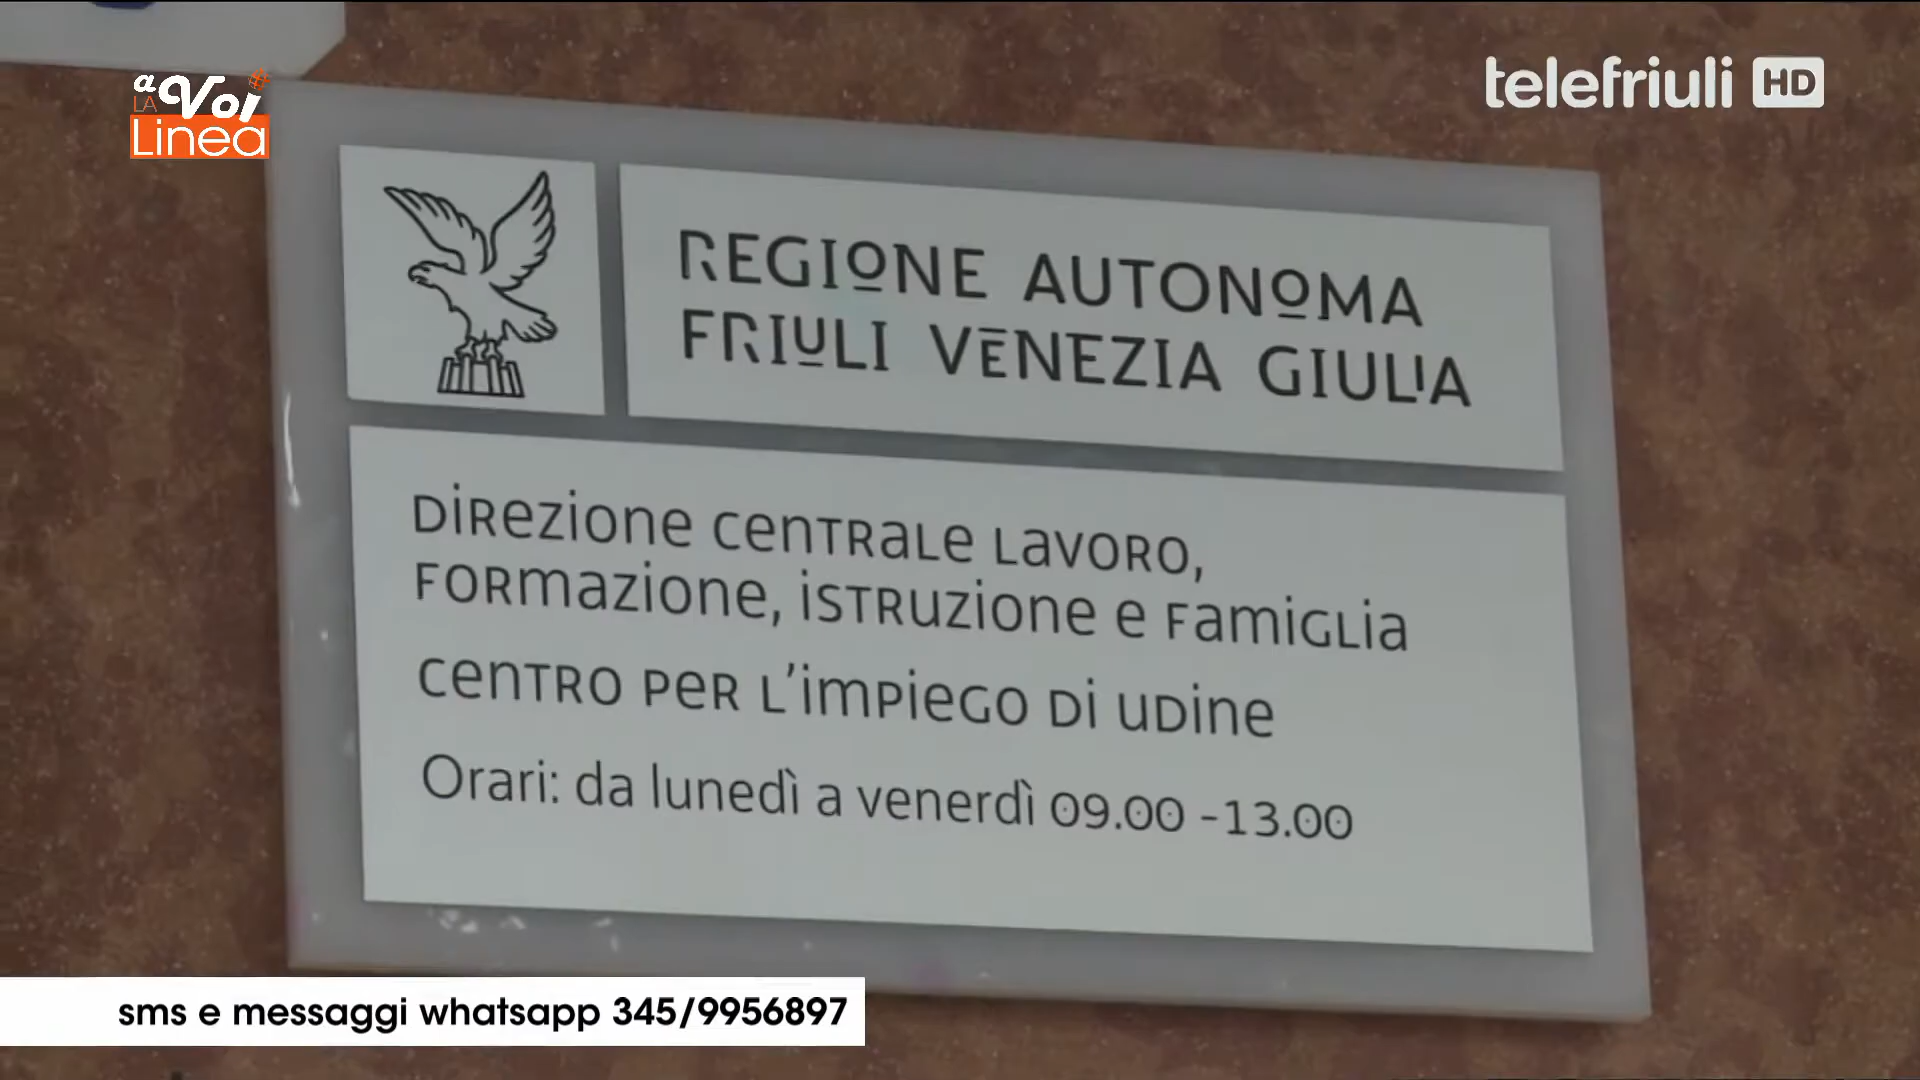 a Voi
LA
Linea
telefriuli HD
REGIONE AUTONOMA
FRIULI VENEZIA GIULIA
Direzione centrale lavoro,
formazione, istruzione e famiglia
centro per l'impiego di udine
Orari: da lunedì a venerdì 09.00 -13.00
sms e messaggi whatsapp 345/9956897